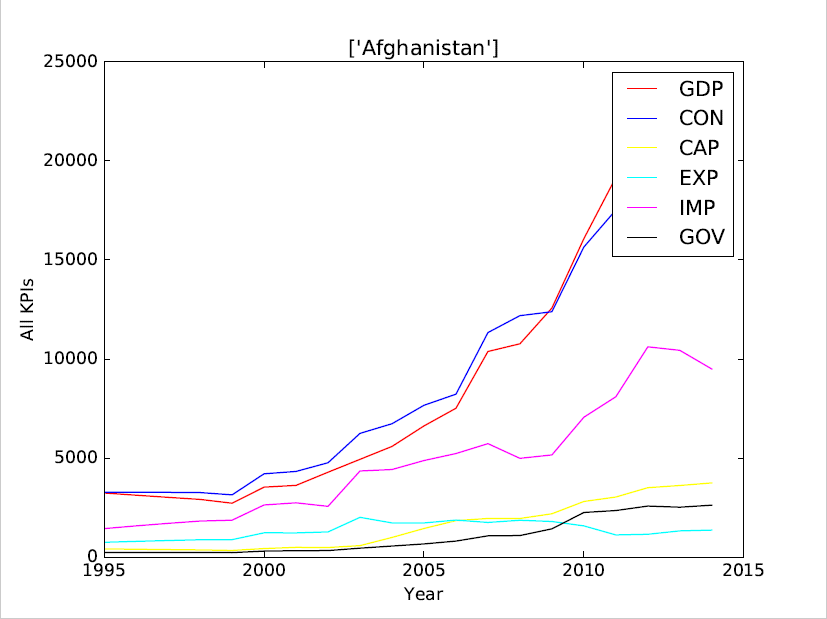 ['Afghanistan']
25000
20000
15000
10000
5000
0
All KPIs
GDP
CON
CAP
EXP
IMP
GOV
1995 2000 2005 2010 2015
Year